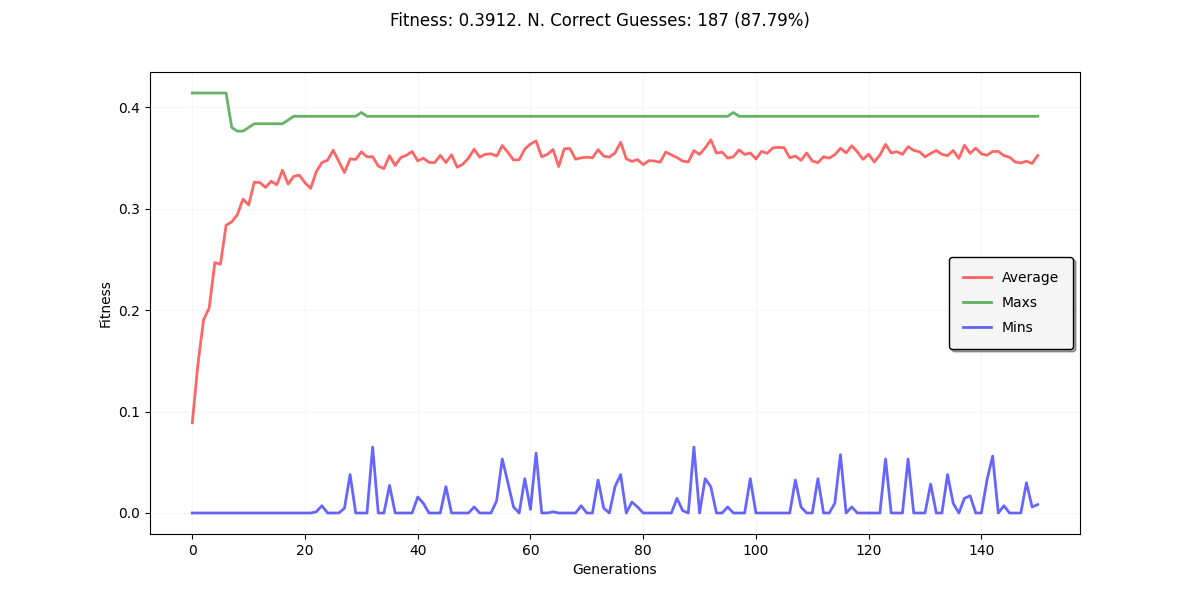 Fitness: 0.3912. N. Correct Guesses: 187 (87.79%)
0.4
0.3
0.2
0.1
0.0
Fitness
Average
Maxs
Mins
0 20 40 60 80 100 120 140
Generations